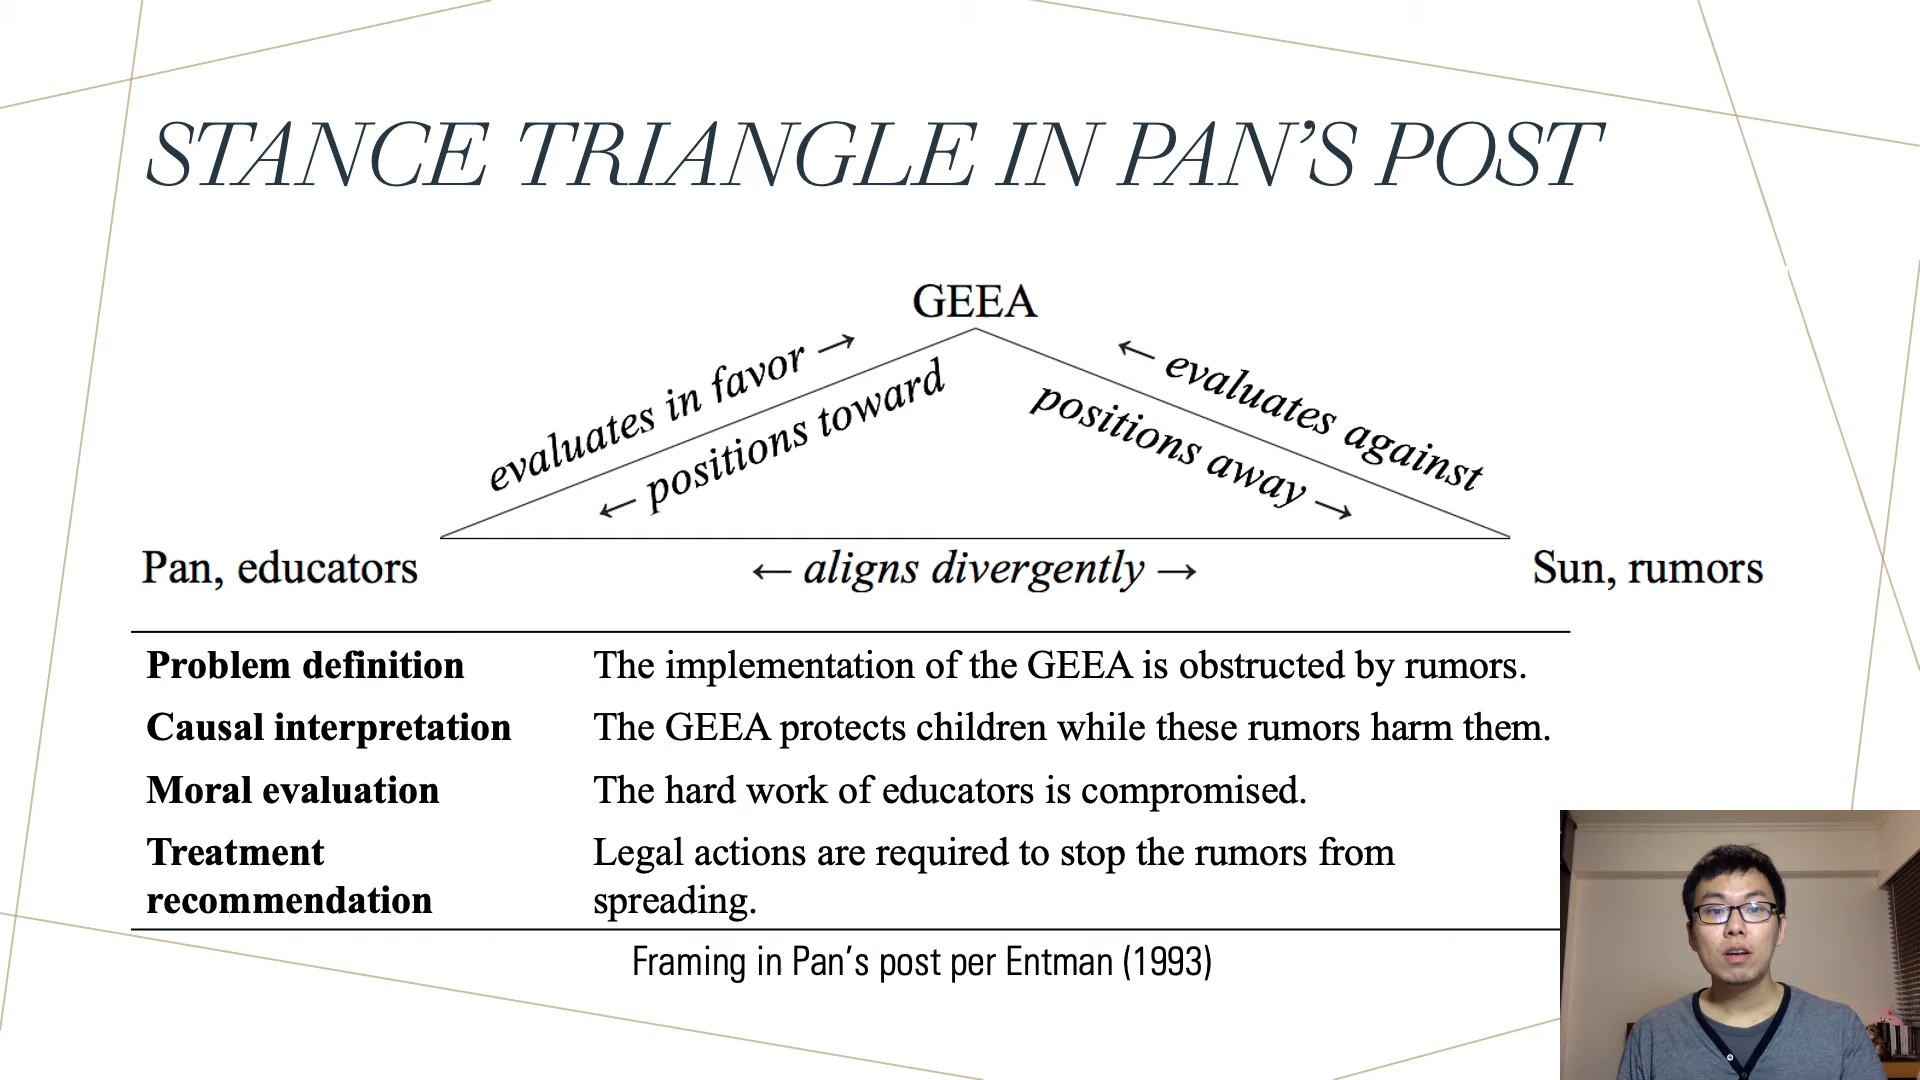 STANCE TRIANGLE IN PAN’S POST
GEEA
evaluates in favor →
← positions toward
← evaluates against
positions away →
Pan, educators
← aligns divergently →
Sun, rumors
Problem definition The implementation of the GEEA is obstructed by rumors.
Causal interpretation The GEEA protects children while these rumors harm them.
Moral evaluation The hard work of educators is compromised.
Treatment Legal actions are required to stop the rumors from
recommendation spreading.
Framing in Pan’s post per Entman (1993)